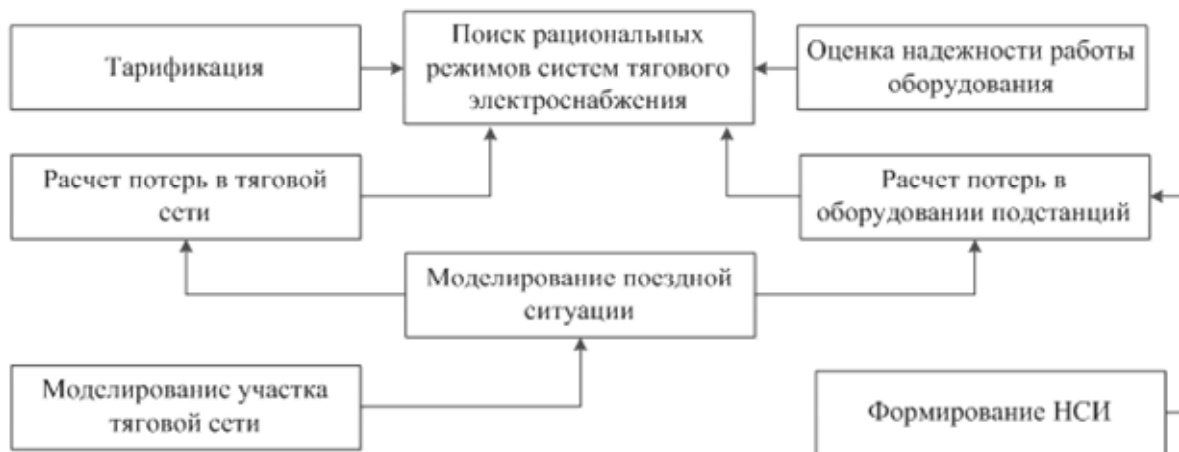 Тарификация
Поиск рациональных
режимов систем тягового
электроснабжения
Оценка надежности работы
оборудования
Расчет потерь в тяговой
сети
Расчет потерь в
оборудовании подстанций
Моделирование поездной
ситуации
Моделирование участка
тяговой сети
Формирование НСИ